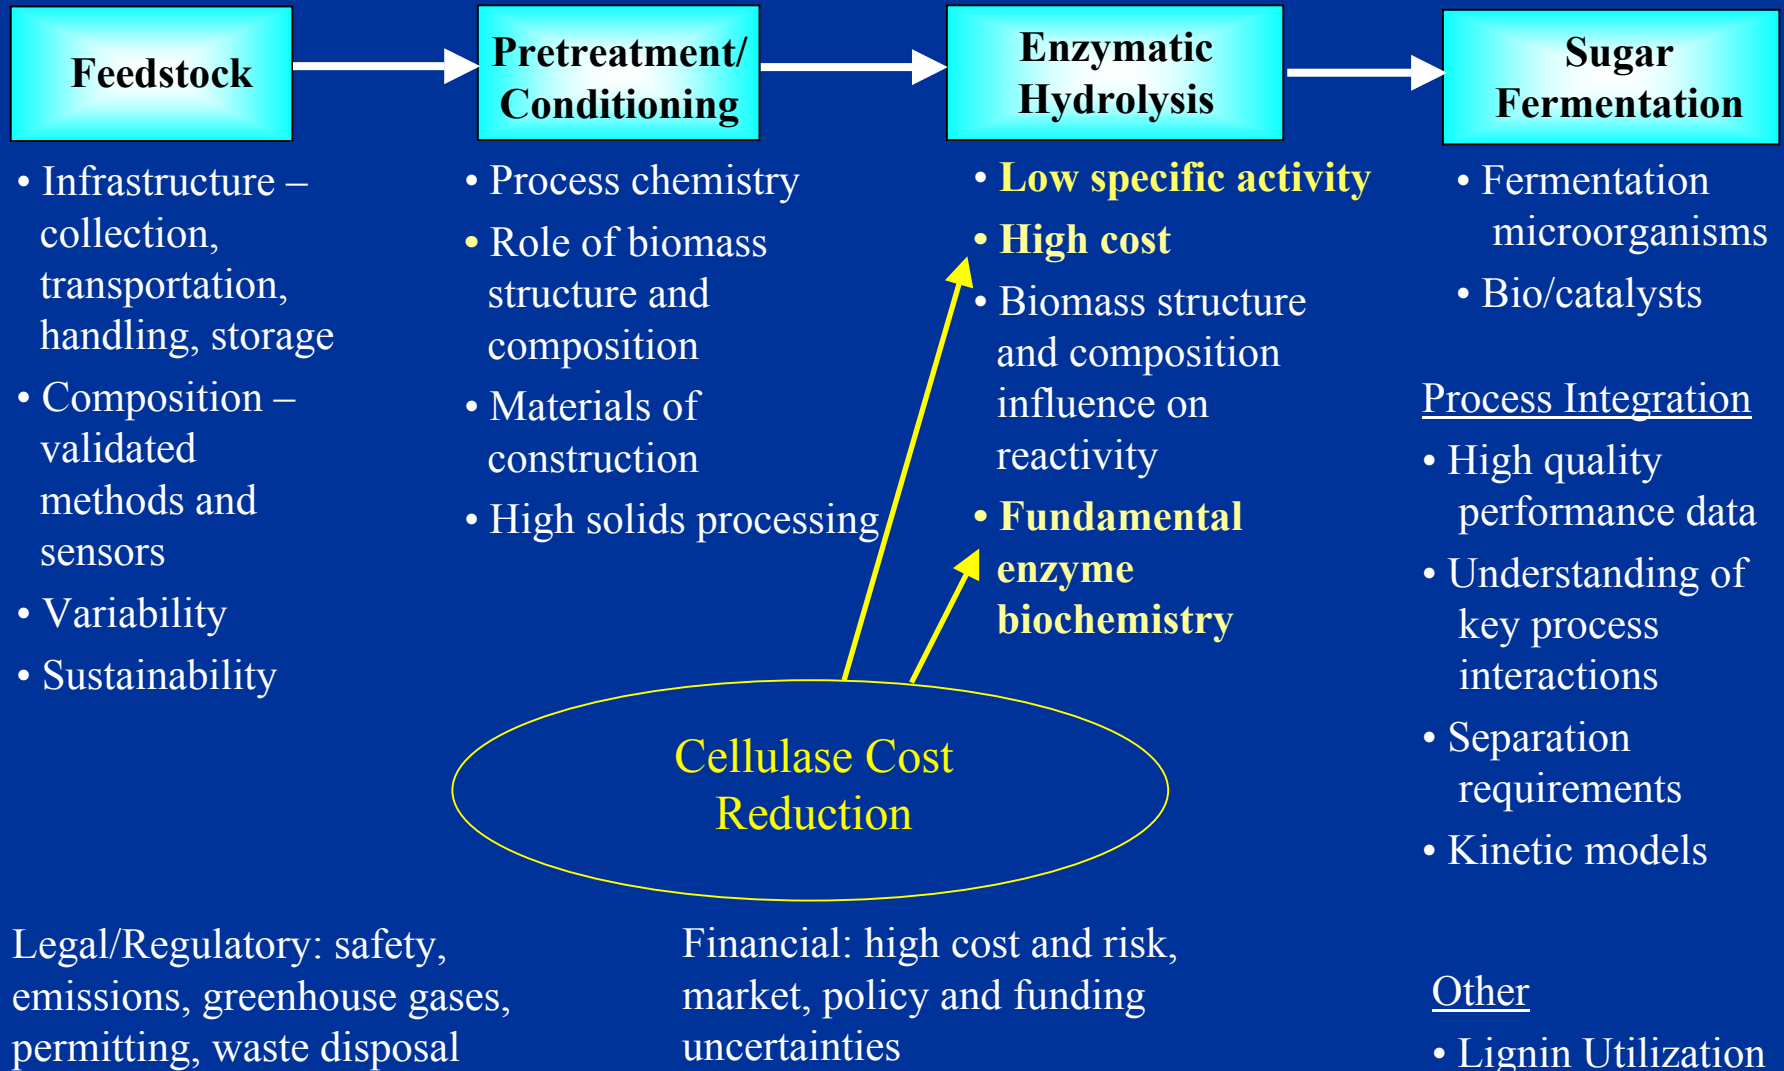 Feedstock
Pretreatment/
Conditioning
Enzymatic
Hydrolysis
Sugar
Fermentation
• Infrastructure –
collection,
transportation,
handling, storage
• Composition –
validated
methods and
sensors
• Variability
• Sustainability
• Process chemistry
• Role of biomass
structure and
composition
• Materials of
construction
• High solids processing
• Low specific activity
• High cost
• Biomass structure
and composition
influence on
reactivity
• Fundamental
enzyme
biochemistry
• Fermentation
microorganisms
• Bio/catalysts
Process Integration
• High quality
performance data
• Understanding of
key process
interactions
• Separation
requirements
• Kinetic models
Cellulase Cost
Reduction
Legal/Regulatory: safety,
emissions, greenhouse gases,
permitting, waste disposal
Financial: high cost and risk,
market, policy and funding
uncertainties
Other
• Lignin Utilization